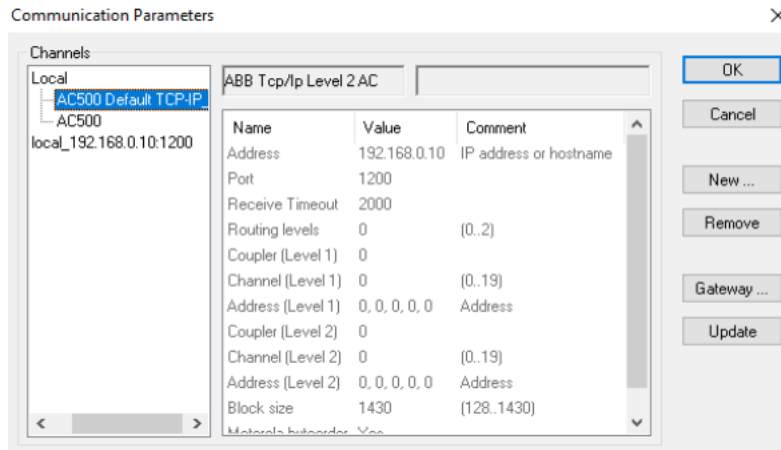 Communication Parameters
Channels
Local
AC500 Default TCP-IP_
AC500
local_192.168.0.10:1200
ABB Tcp/Ip Level 2 AC
Name Value Comment
Address 192.168.0.10 IP address or hostname
Port 1200
Receive Timeout 2000
Routing levels 0 (0..2)
Coupler (Level 1) 0
Channel (Level 1) 0 (0..19)
Address (Level 1) 0, 0, 0, 0, 0 Address
Coupler (Level 2) 0
Channel (Level 2) 0 (0..19)
Address (Level 2) 0, 0, 0, 0, 0 Address
Block size 1430 (128..1430)
Motorola byteorder Yes
OK
Cancel
New ...
Remove
Gateway ...
Update